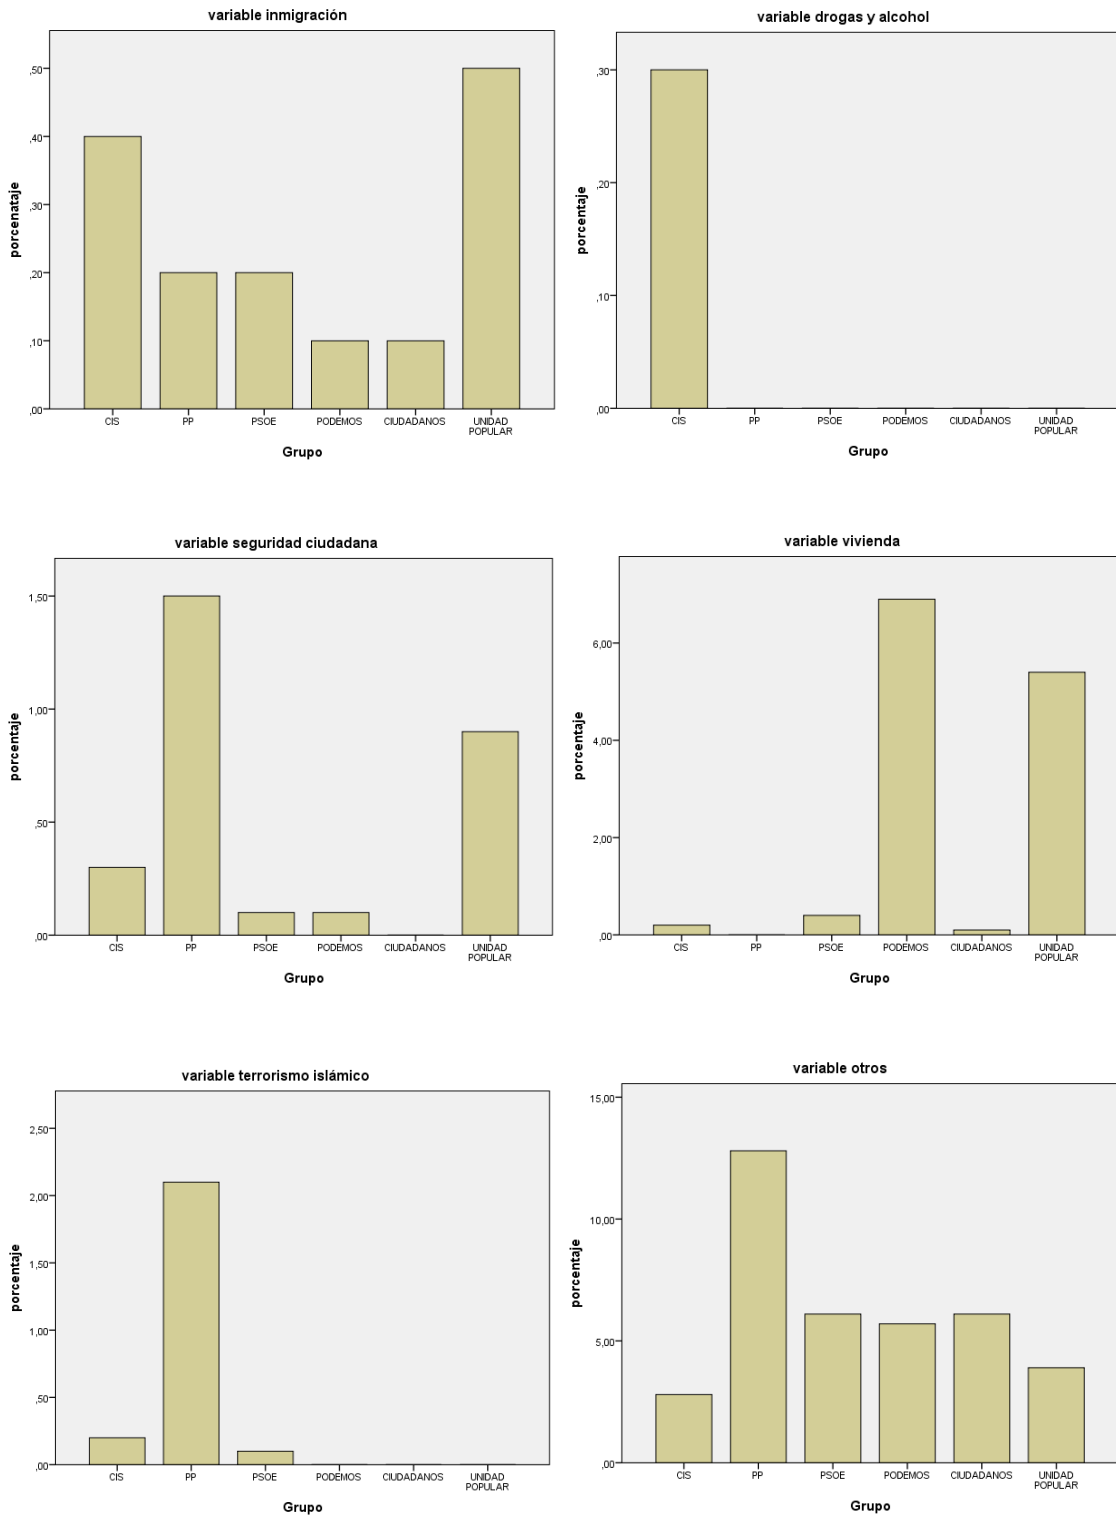 variable inmigración
porcenataje
,50
,40
,30
,20
,10
,00
CIS
PP
PSOE
PODEMOS
CIUDADANOS
UNIDAD
POPULAR
Grupo
variable drogas y alcohol
porcentaje
,30
,20
,10
,00
CIS
PP
PSOE
PODEMOS
CIUDADANOS
UNIDAD
POPULAR
Grupo
variable seguridad ciudadana
porcentaje
1,50
1,00
,50
,00
CIS
PP
PSOE
PODEMOS
CIUDADANOS
UNIDAD
POPULAR
Grupo
variable vivienda
porcentaje
6,00
4,00
2,00
,00
CIS
PP
PSOE
PODEMOS
CIUDADANOS
UNIDAD
POPULAR
Grupo
variable terrorismo islámico
porcentaje
2,50
2,00
1,50
1,00
,50
,00
CIS
PP
PSOE
PODEMOS
CIUDADANOS
UNIDAD
POPULAR
Grupo
variable otros
porcentaje
15,00
10,00
5,00
,00
CIS
PP
PSOE
PODEMOS
CIUDADANOS
UNIDAD
POPULAR
Grupo